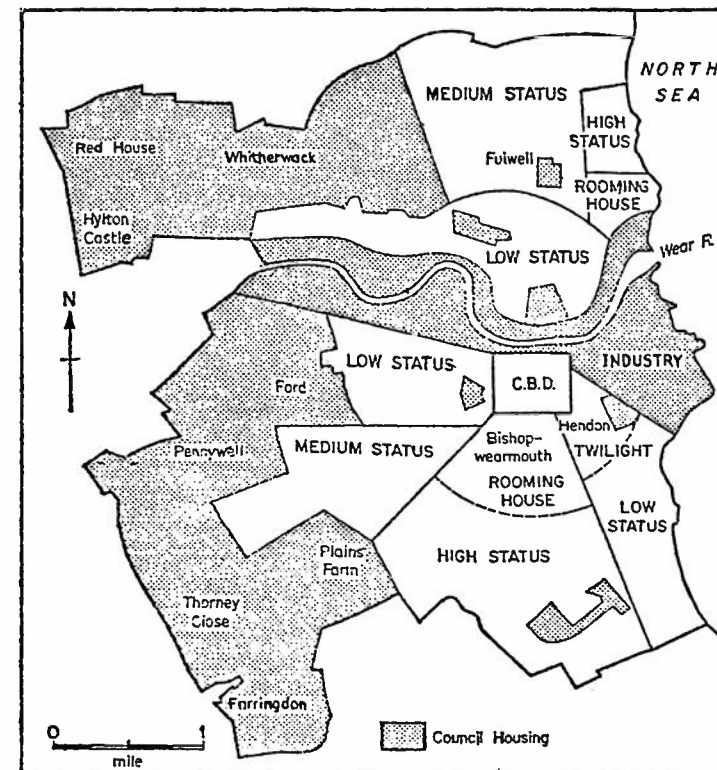 NORTH
SEA
MEDIUM STATUS
HIGH
STATUS
Red House
Whitherwack
Fulwell
ROOMING
HOUSE
Hylton
Castle
LOW STATUS
Wear R.
N
LOW STATUS
INDUSTRY
C.B.D.
Ford
Hendon
Bishop-
wearmouth
TWILIGHT
Pennywell
MEDIUM STATUS
ROOMING
HOUSE
LOW
STATUS
HIGH STATUS
Plains
Farm
Thorney
Close
Farringdon
0 1
mile
Council Housing